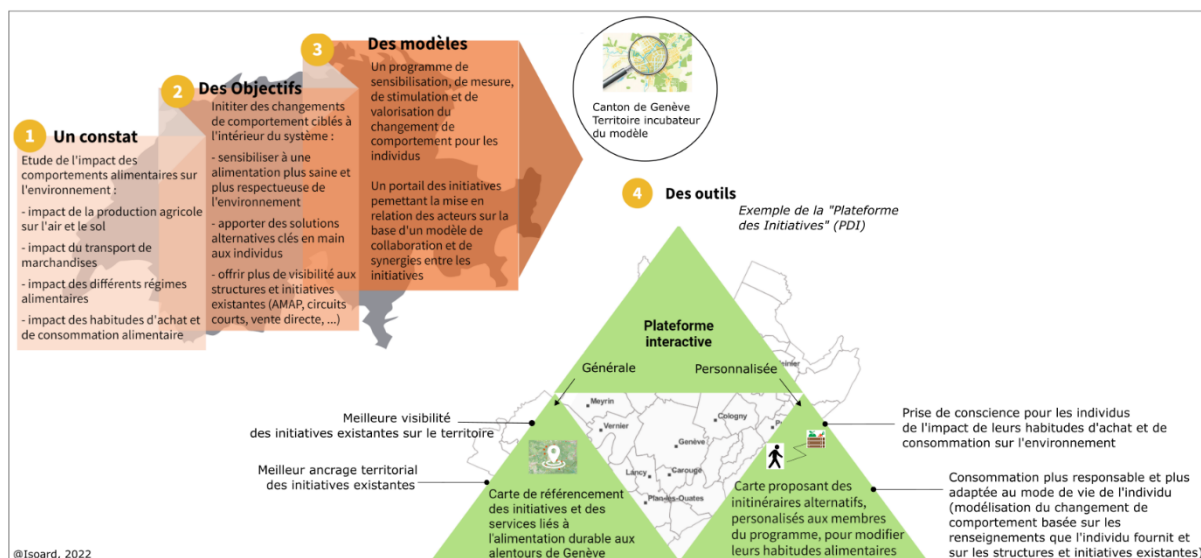 1
Un constat
Etude de l'impact des
comportements alimentaires sur
l'environnement :
- impact de la production agricole
sur l'air et le sol
- impact du transport de
marchandises
- impact des différents régimes
alimentaires
- impact des habitudes d'achat et
de consommation alimentaire
2
Des Objectifs
Inititer des changements
de comportement ciblés à
l'intérieur du système :
- sensibiliser à une
alimentation plus saine et
plus respectueuse de
l'environnement
- apporter des solutions
alternatives clés en main
aux individus
- offrir plus de visibilité aux
structures et initiatives
existantes (AMAP, circuits
courts, vente directe, ...)
3
Des modèles
Un programme de
sensibilisation, de mesure,
de stimulation et de
valorisation du
changement de
comportement pour les
individus
Un portail des initiatives
pemettant la mise en
relation des acteurs sur la
base d'un modèle de
collaboration et de
synergies entre les
initiatives
Canton de Genève
Territoire incubateur
du modèle
4
Des outils
Exemple de la "Plateforme
des Initiatives" (PDI)
Plateforme
interactive
Générale
Personnalisée
Meilleure visibilité
des initiatives existantes sur le territoire
Meilleur ancrage territorial
des initiatives existantes
Carte de référencement
des initiatives et des
services liés à
l'alimentation durable aux
alentours de Genève
Meyrin
Vernier
Cologny
Genève
Lancy
Carouge
Plan-les-Ouates
Carte proposant des
initinéraires alternatifs,
personalisés aux membres
du programme, pour modifier
leurs habitudes alimentaires
Prise de conscience pour les individus
de l'impact de leurs habitudes d'achat et de
consommation sur l'environnement
Consommation plus responsable et plus
adaptée au mode de vie de l'individu
(modélisation du changement de
comportement basée sur les
renseignements que l'individu fournit et
sur les structures et initiatives existantes)
@Isoard, 2022